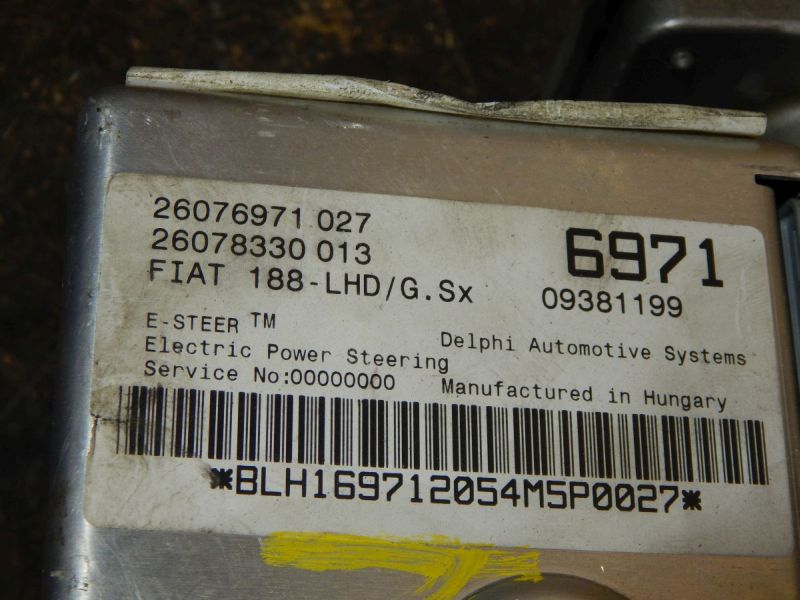 26076971 027
26078330 013
6971
FIAT 188-LHD/G.Sx
09381199
E-STEER TM
Electric Power Steering
Delphi Automotive Systems
Service No:00000000
Manufactured in Hungary
*BLH169712054M5P0027*